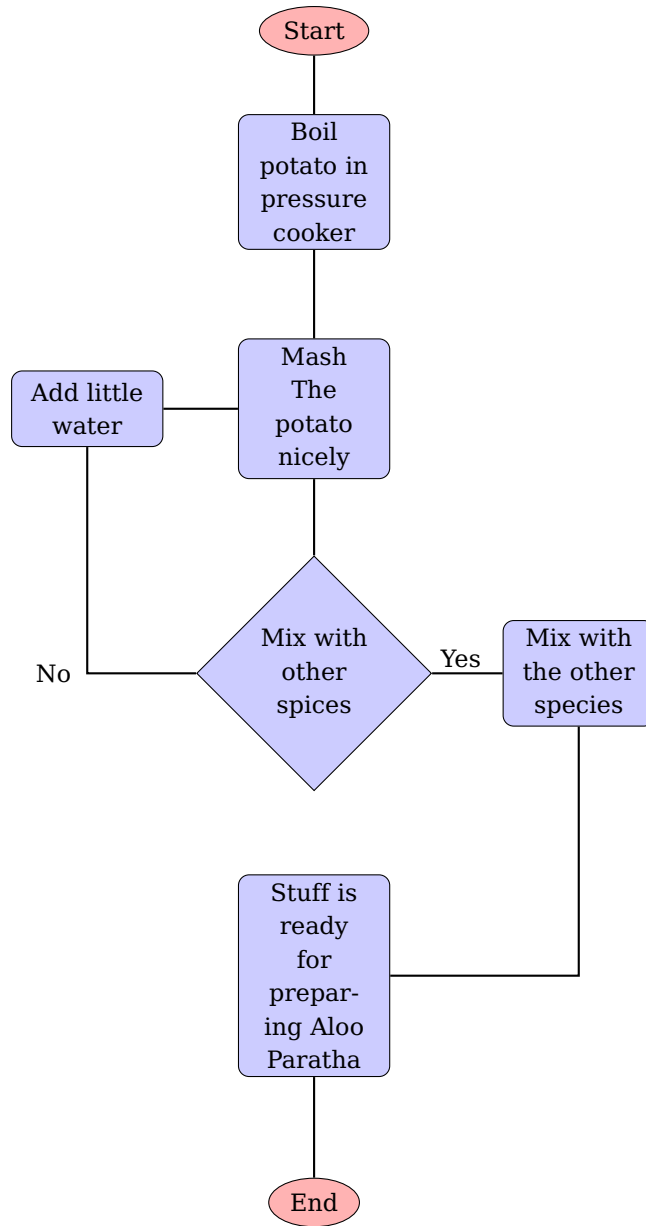 Start
Boil
potato in
pressure
cooker
Mash
The
potato
nicely
Add little
water
Mix with
other
spices
No
Yes
Mix with
the other
species
Stuff is
ready
for
prepar-
ing Aloo
Paratha
End